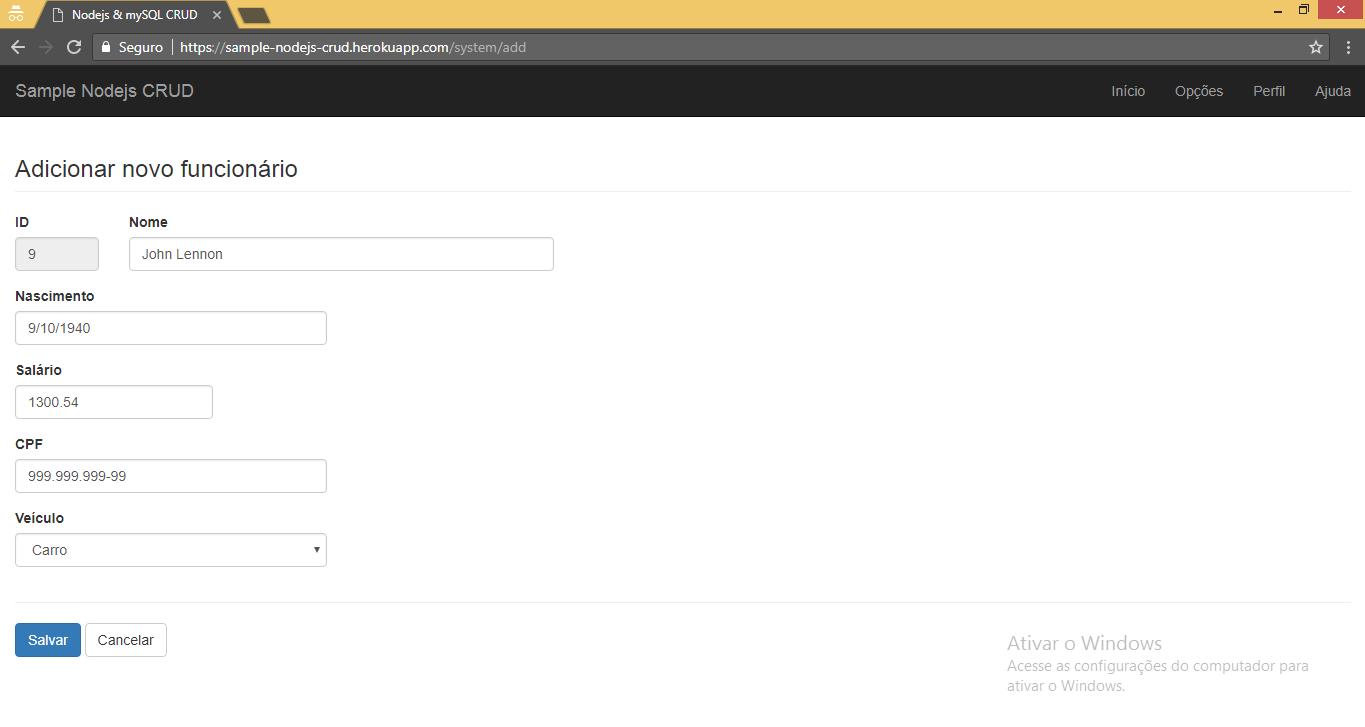 Nodejs & mySQL CRUD
Seguro https://sample-nodejs-crud.herokuapp.com/system/add
Sample Nodejs CRUD Início Opções Perfil Ajuda
Adicionar novo funcionário
ID Nome
9 John Lennon
Nascimento
9/10/1940
Salário
1300.54
CPF
999.999.999-99
Veículo
Carro
Salvar Cancelar
Ativar o Windows
Acesse as configurações do computador para
ativar o Windows.